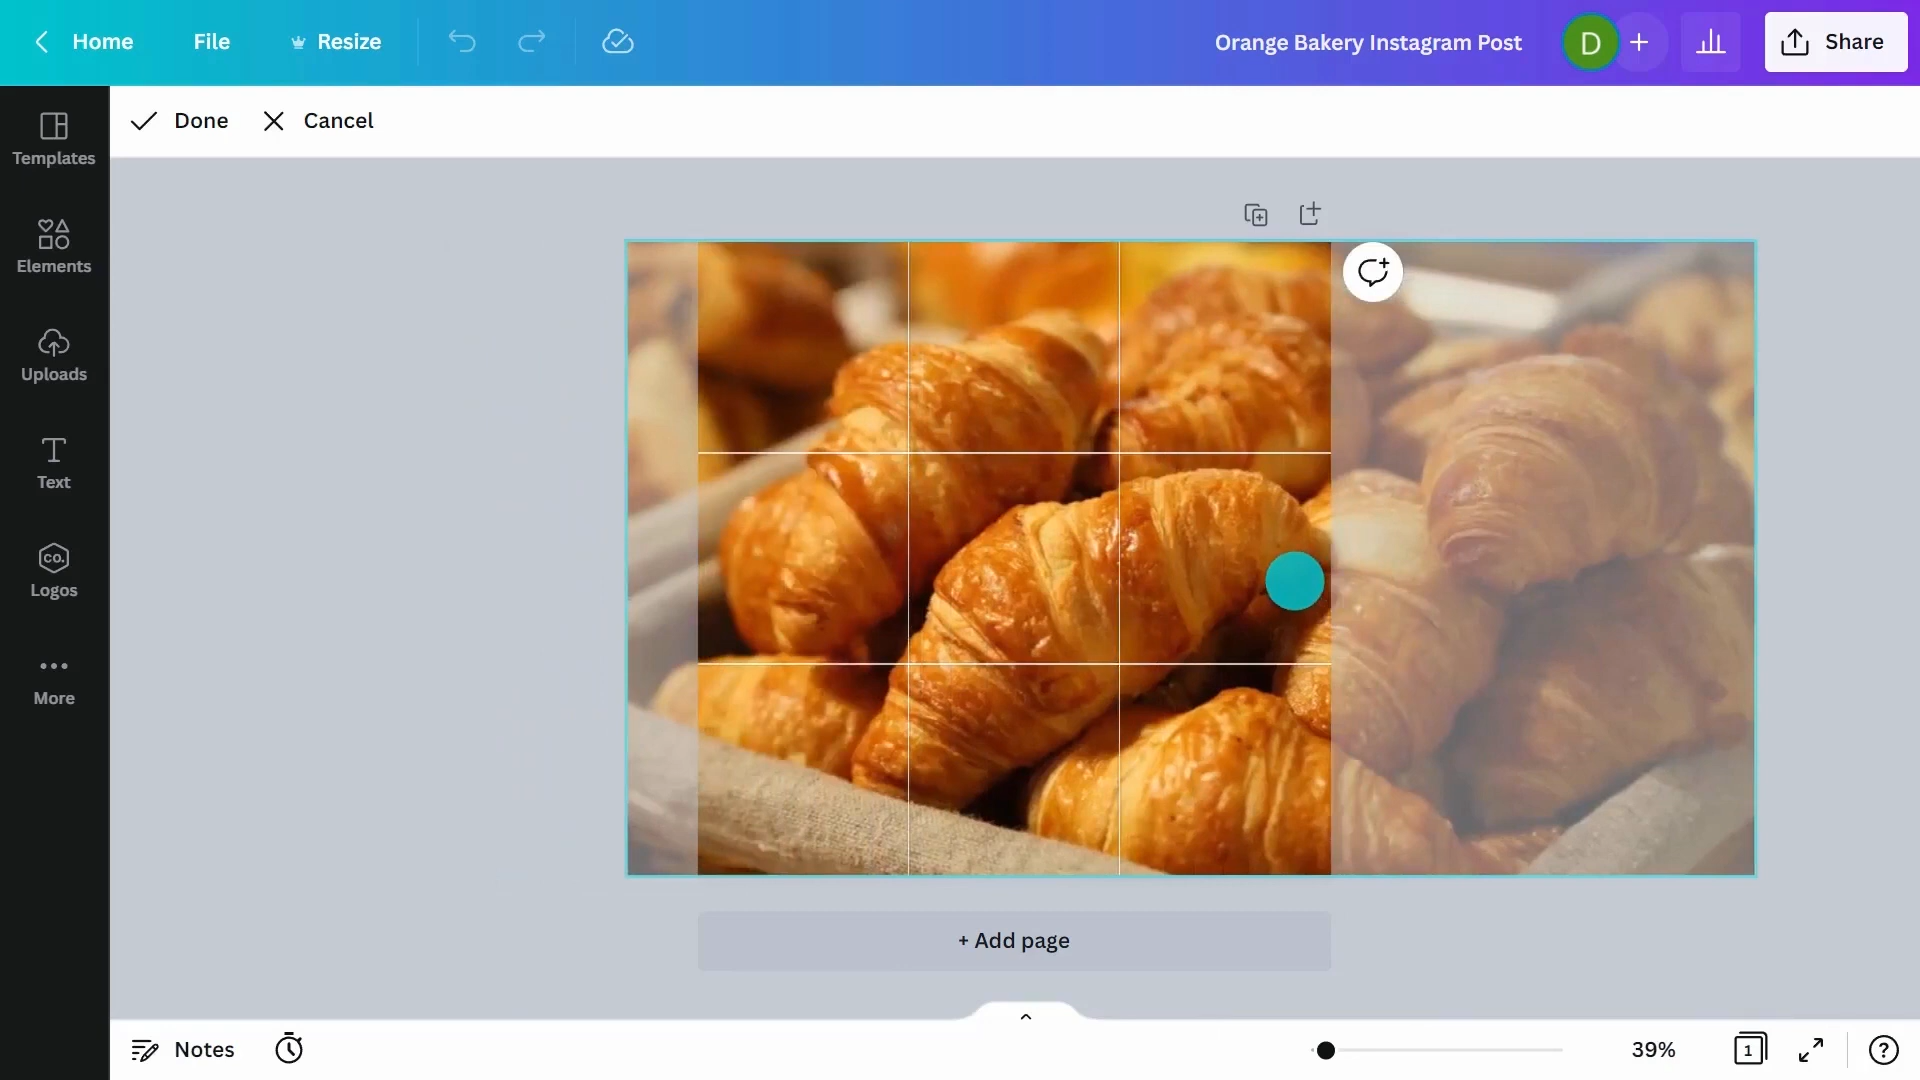 Home File Resize Orange Bakery Instagram Post D + Share
Done Cancel
Templates
Elements
Uploads
Text
CO.
Logos
More
+ Add page
Notes 39% 1 ?